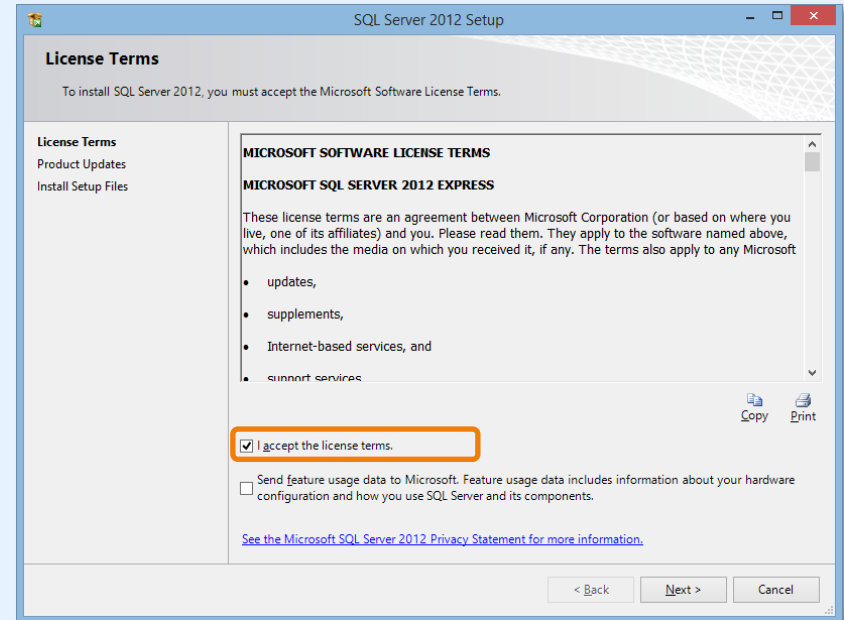 SQL Server 2012 Setup
License Terms
To install SQL Server 2012, you must accept the Microsoft Software License Terms.
License Terms
Product Updates
Install Setup Files
MICROSOFT SOFTWARE LICENSE TERMS
MICROSOFT SQL SERVER 2012 EXPRESS
These license terms are an agreement between Microsoft Corporation (or based on where you
live, one of its affiliates) and you. Please read them. They apply to the software named above,
which includes the media on which you received it, if any. The terms also apply to any Microsoft
• updates,
• supplements,
• Internet-based services, and
• support services
Copy Print
I accept the license terms.
Send feature usage data to Microsoft. Feature usage data includes information about your hardware
configuration and how you use SQL Server and its components.
See the Microsoft SQL Server 2012 Privacy Statement for more information.
< Back Next > Cancel